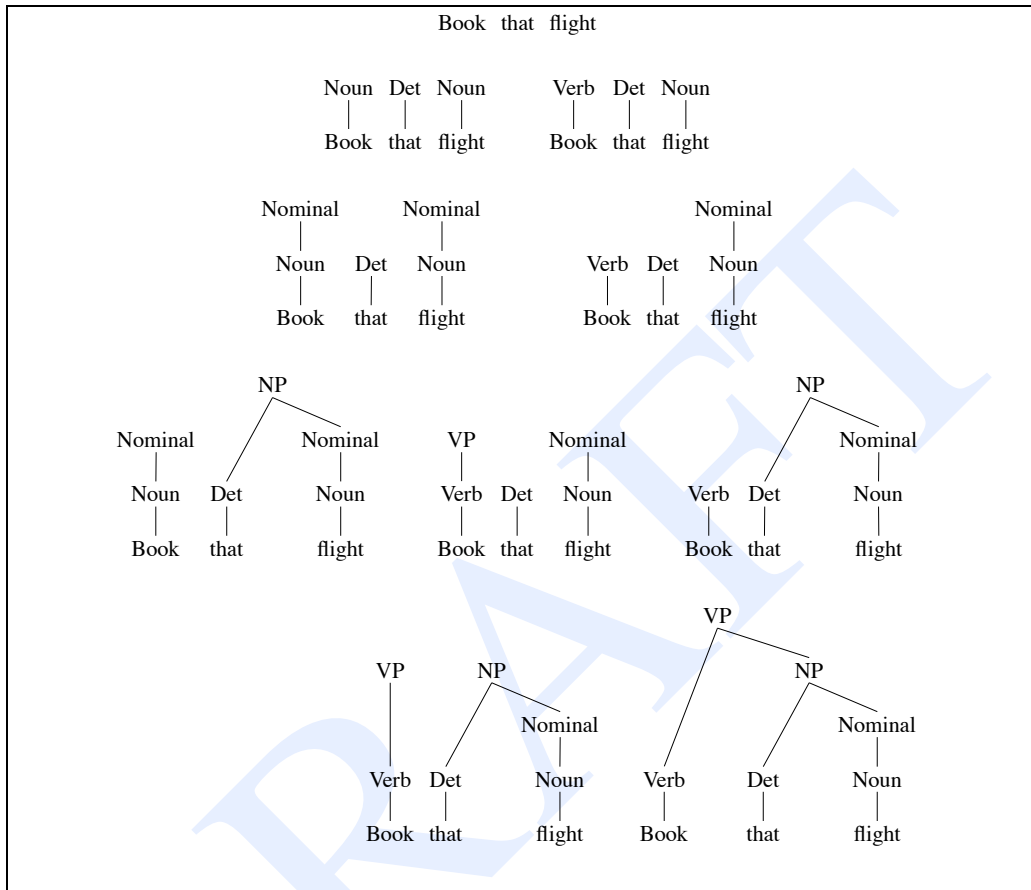 Book that flight
Noun Det Noun Verb Det Noun
Book that flight Book that flight
Nominal Nominal Nominal
Noun Det Noun Verb Det Noun
Book that flight Book that flight
NP NP
Nominal Nominal VP Nominal Nominal
Noun Det Noun Verb Det Noun Verb Det Noun
Book that flight Book that flight Book that flight
VP
VP NP NP
Nominal Nominal
Verb Det Noun Verb Det Noun
Book that flight Book that flight
RAFT